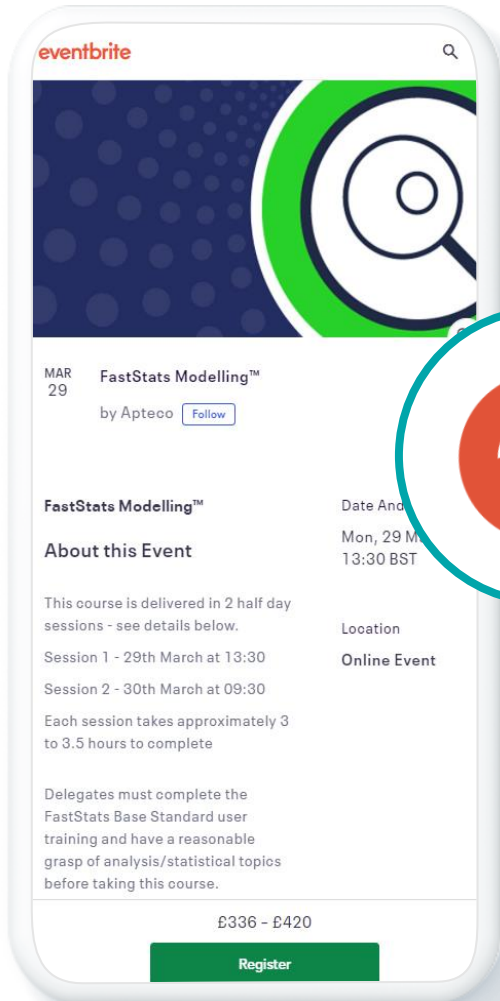 eventbrite
MAR
29
FastStats Modelling™
by Apteco Follow
FastStats Modelling™
About this Event
This course is delivered in 2 half day
sessions - see details below.
Session 1 - 29th March at 13:30
Session 2 - 30th March at 09:30
Each session takes approximately 3
to 3.5 hours to complete
Delegates must complete the
FastStats Base Standard user
training and have a reasonable
grasp of analysis/statistical topics
before taking this course.
Date And
Mon, 29 M
13:30 BST
Location
Online Event
£336 – £420
Register